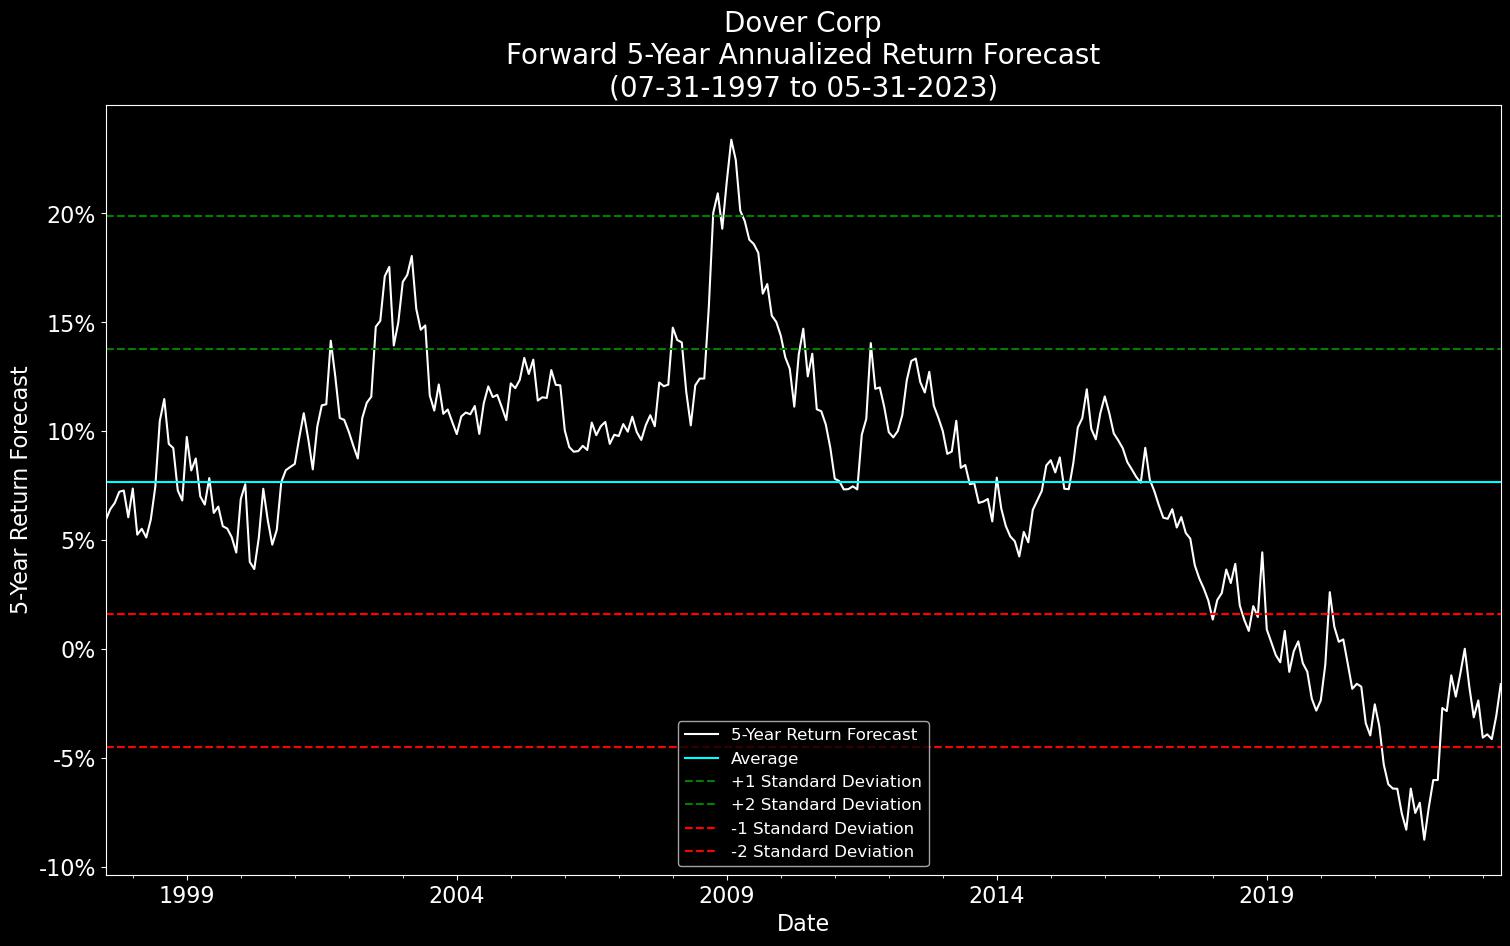 Dover Corp
Forward 5-Year Annualized Return Forecast
(07-31-1997 to 05-31-2023)
5-Year Return Forecast
20%
15%
10%
5%
0%
-5%
-10%
5-Year Return Forecast
Average
+1 Standard Deviation
+2 Standard Deviation
-1 Standard Deviation
-2 Standard Deviation
1999
2004
2009
2014
2019
Date